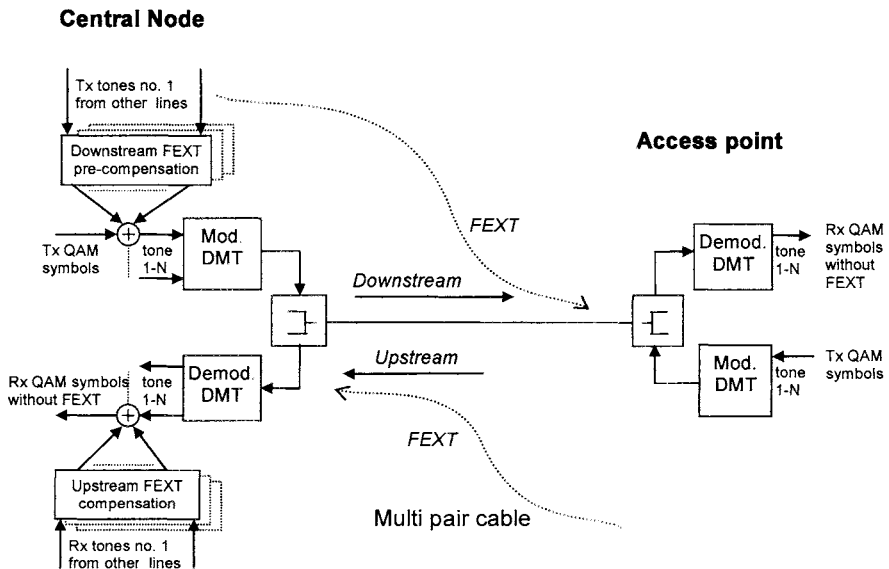 Central Node
Tx tones no. 1
from other lines
Downstream FEXT
pre-compensation
Tx QAM
symbols
tone
1-N
Mod.
DMT
Rx QAM symbols
without FEXT
tone
1-N
Demod.
DMT
Upstream FEXT
compensation
Rx tones no. 1
from other lines
FEXT
Downstream
Upstream
FEXT
Multi pair cable
Access point
Demod.
DMT
tone
1-N
Rx QAM
symbols
without
FEXT
Mod.
DMT
tone
1-N
Tx QAM
symbols